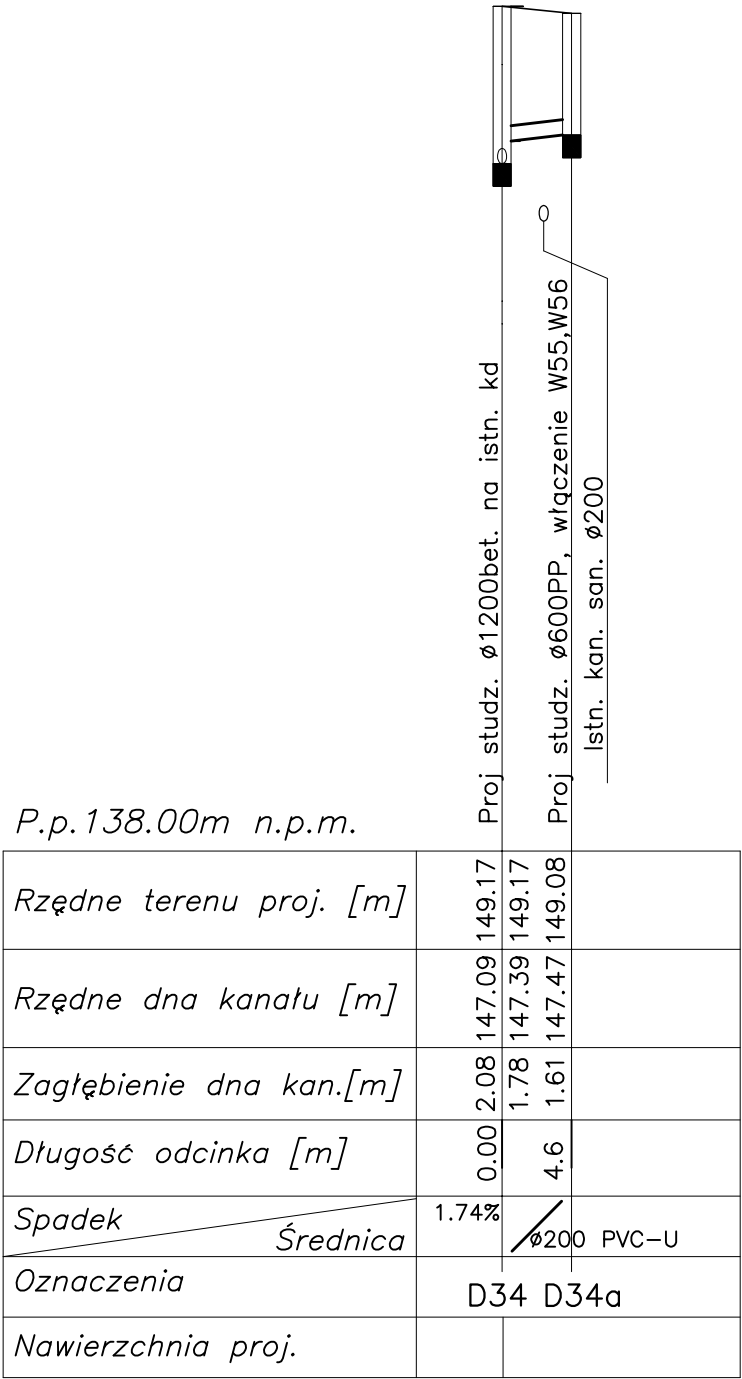 Proj studz. ø1200bet. na istn. kd
Proj studz. ø600PP, włączenie W55,W56
Istn. kan. san. ø200
P.p.138.00m n.p.m.
Rzędne terenu proj. [m] 149.17 149.17 149.08
Rzędne dna kanału [m] 147.09 147.39 147.47
Zagłębienie dna kan.[m] 2.08 1.78 1.61
Długość odcinka [m] 0.00 4.6
Spadek Średnica 1.74% ø200 PVC-U
Oznaczenia D34 D34a
Nawierzchnia proj.